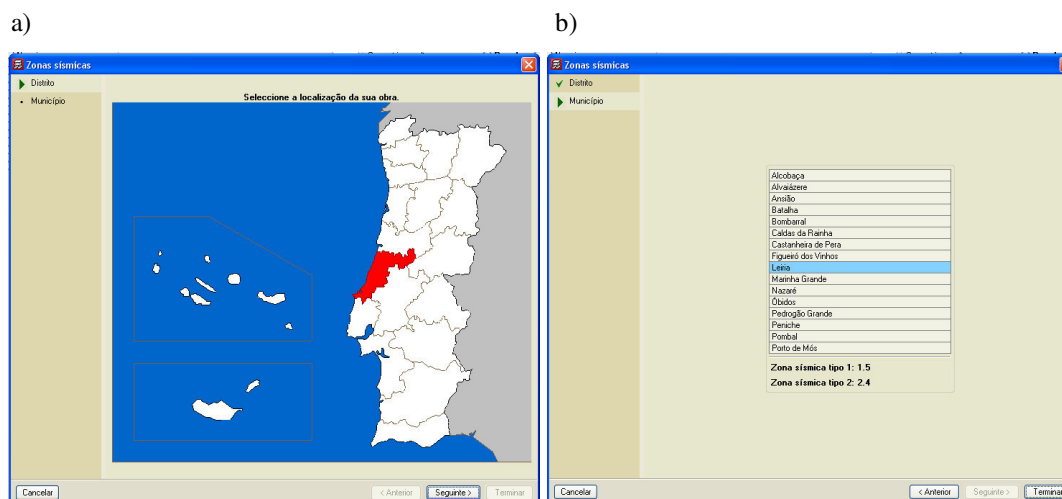 a)
b)
Zonas sísmicas
Distrito
Município
Seleccione a localização da sua obra.
Cancelar
< Anterior
Seguinte >
Terminar
Zonas sísmicas
Distrito
Município
Alcobaça
Alvaiázere
Ansião
Batalha
Bombarral
Caldas da Rainha
Castanheira de Pera
Figueiró dos Vinhos
Leiria
Marinha Grande
Nazaré
Óbidos
Pedrogão Grande
Peniche
Pombal
Porto de Mós
Zona sísmica tipo 1: 1.5
Zona sísmica tipo 2: 2.4
Cancelar
< Anterior
Seguinte >
Terminar